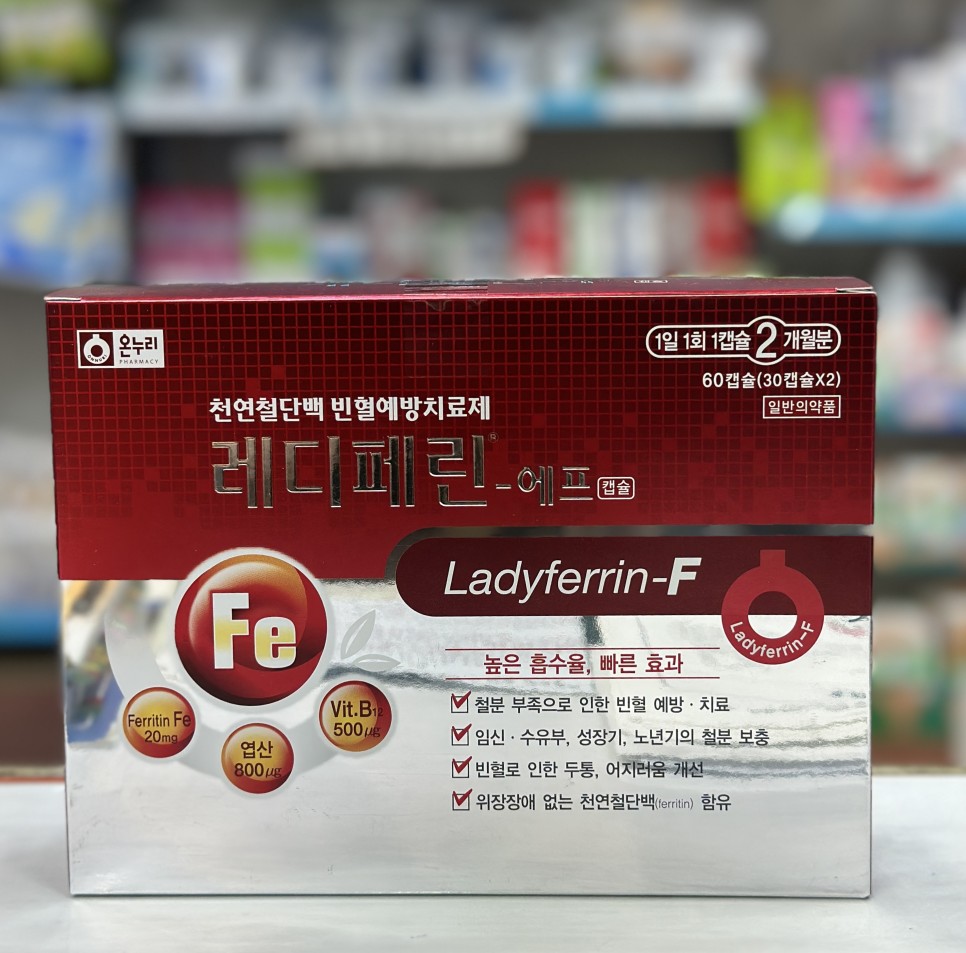 온누리
PHARMACY
1일 1회 1캡슐 2 개월분
60캡슐(30캡슐X2)
일반의약품
천연철단백 빈혈예방치료제
레디페린®-에프 캡슐
Ladyferrin-F
Ladyferrin-F
Fe
Ferritin Fe
20mg
엽산
800㎍
Vit.B12
500㎍
높은 흡수율, 빠른 효과
철분 부족으로 인한 빈혈 예방·치료
임신·수유부, 성장기, 노년기의 철분 보충
빈혈로 인한 두통, 어지러움 개선
위장장애 없는 천연철단백(ferritin) 함유